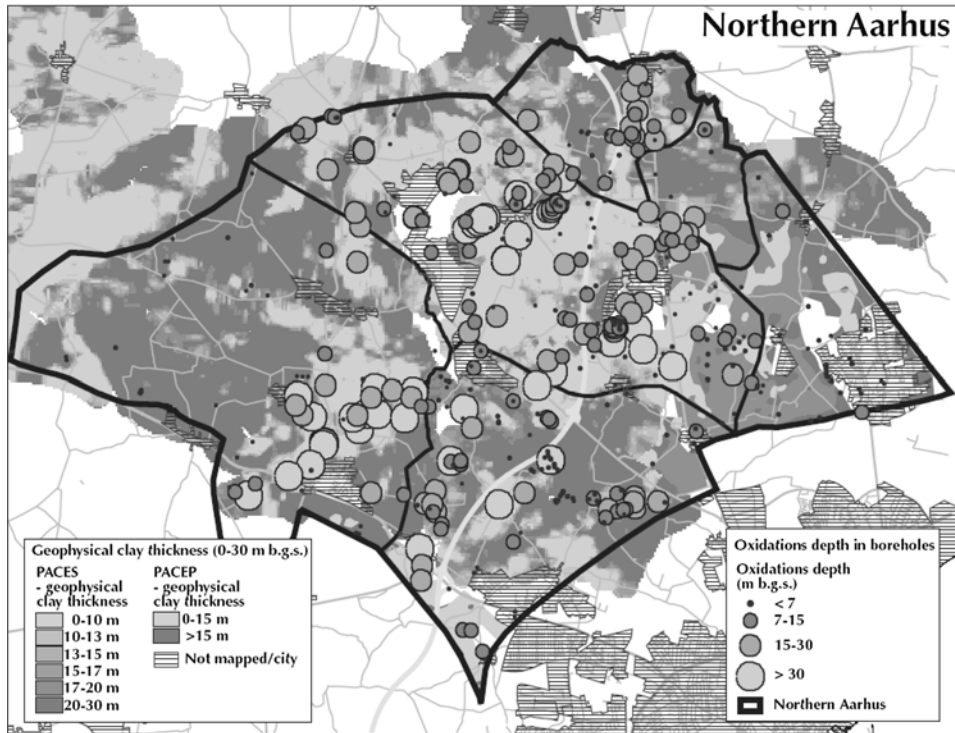 Northern Aarhus
Geophysical clay thickness (0-30 m b.g.s.)
PACES
- geophysical
clay thickness
0-10 m
10-13 m
13-15 m
15-17 m
17-20 m
20-30 m
PACEP
- geophysical
clay thickness
0-15 m
>15 m
Not mapped/city
Oxidations depth in boreholes
Oxidations depth
(m b.g.s.)
< 7
7-15
15-30
> 30
Northern Aarhus